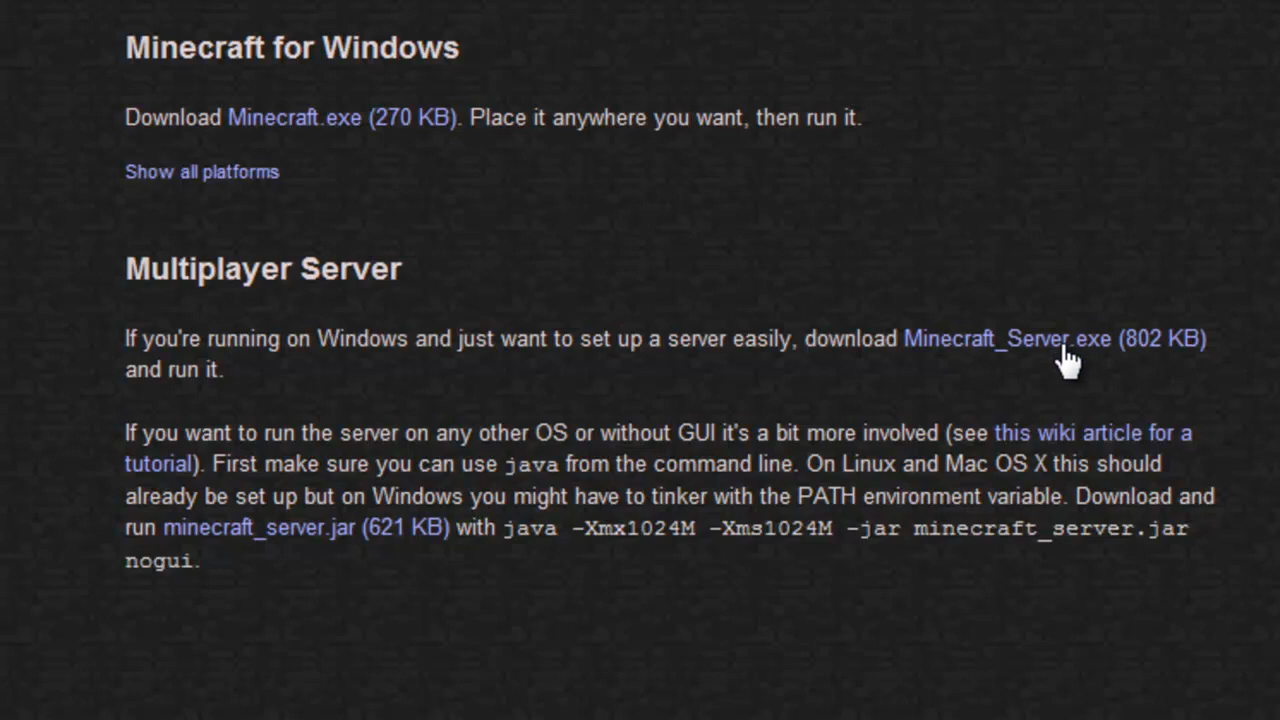 Minecraft for Windows
Download Minecraft.exe (270 KB). Place it anywhere you want, then run it.
Show all platforms
Multiplayer Server
If you're running on Windows and just want to set up a server easily, download Minecraft_Server.exe (802 KB)
and run it.
If you want to run the server on any other OS or without GUI it's a bit more involved (see this wiki article for a
tutorial). First make sure you can use java from the command line. On Linux and Mac OS X this should
already be set up but on Windows you might have to tinker with the PATH environment variable. Download and
run minecraft_server.jar (621 KB) with java -Xmx1024M -Xms1024M -jar minecraft_server.jar
nogui.